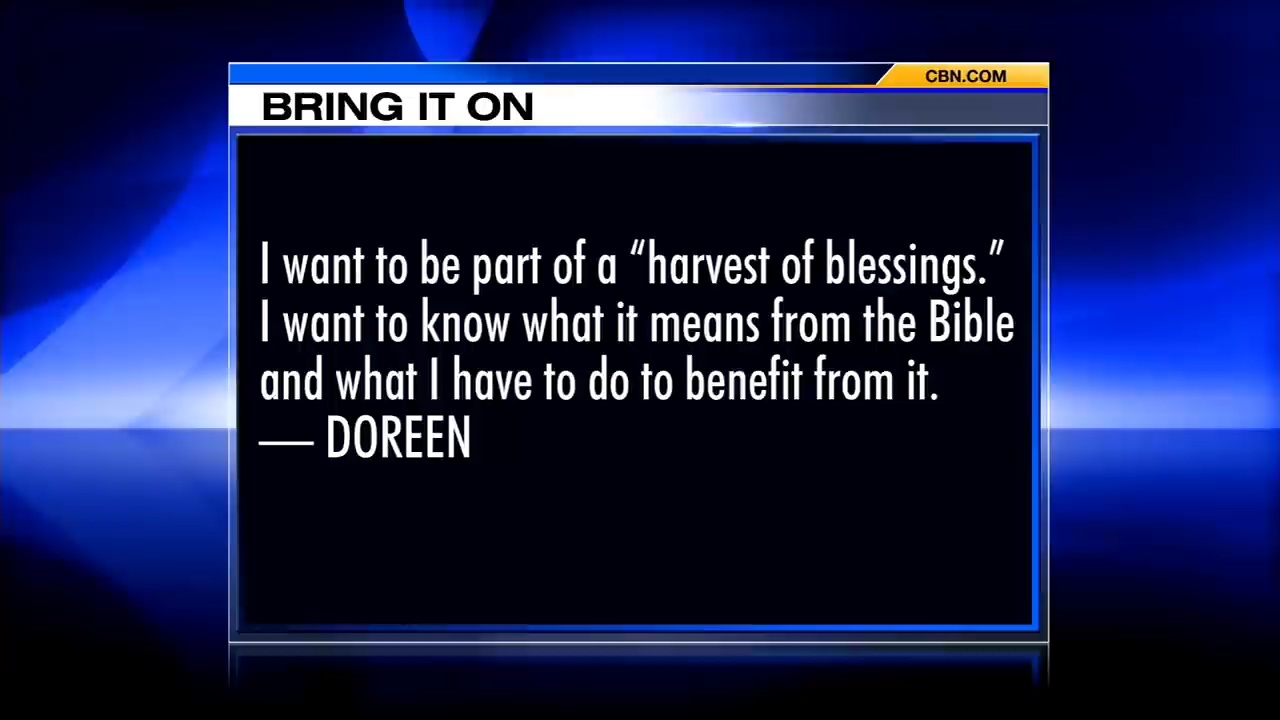 CBN.COM
BRING IT ON
I want to be part of a “harvest of blessings.”
I want to know what it means from the Bible
and what I have to do to benefit from it.
— DOREEN